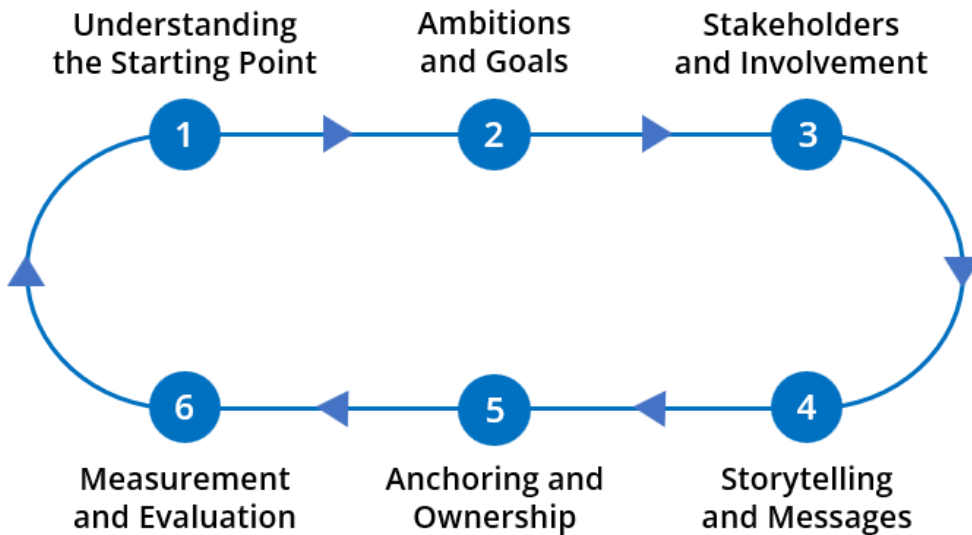 Understanding
the Starting Point
Ambitions
and Goals
Stakeholders
and Involvement
1
2
3
6
5
4
Measurement
and Evaluation
Anchoring and
Ownership
Storytelling
and Messages